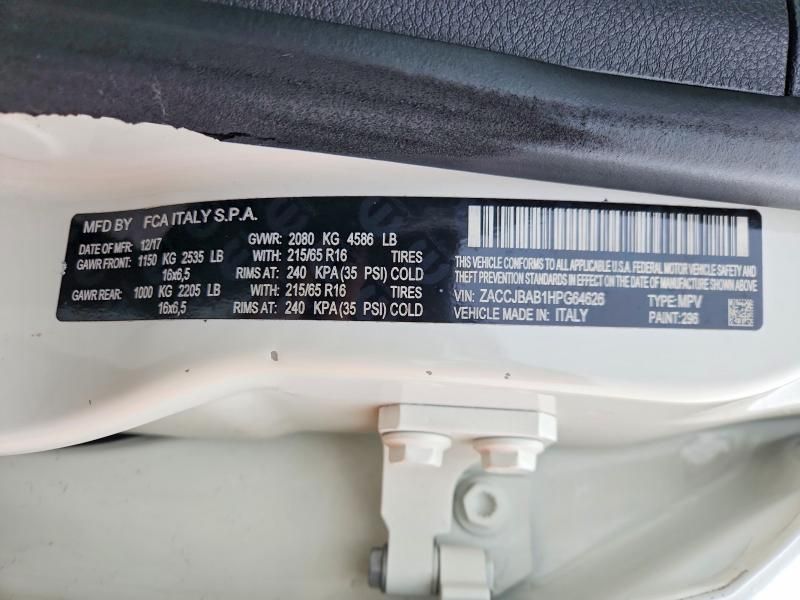 MFD BY FCA ITALY S.P.A.
DATE OF MFR: 12/17 GVWR: 2080 KG 4586 LB
GAWR FRONT: 1150 KG 2535 LB WITH: 215/65 R16 TIRES
16x6,5 RIMS AT: 240 KPA (35 PSI) COLD
GAWR REAR: 1000 KG 2205 LB WITH: 215/65 R16 TIRES
16x6,5 RIMS AT: 240 KPA (35 PSI) COLD
THIS VEHICLE CONFORMS TO ALL APPLICABLE U.S.A. FEDERAL MOTOR VEHICLE SAFETY AND
THEFT PREVENTION STANDARDS IN EFFECT ON THE DATE OF MANUFACTURE SHOWN ABOVE
VIN: ZACCJBAB1HPG64626 TYPE: MPV
VEHICLE MADE IN: ITALY PAINT: 296